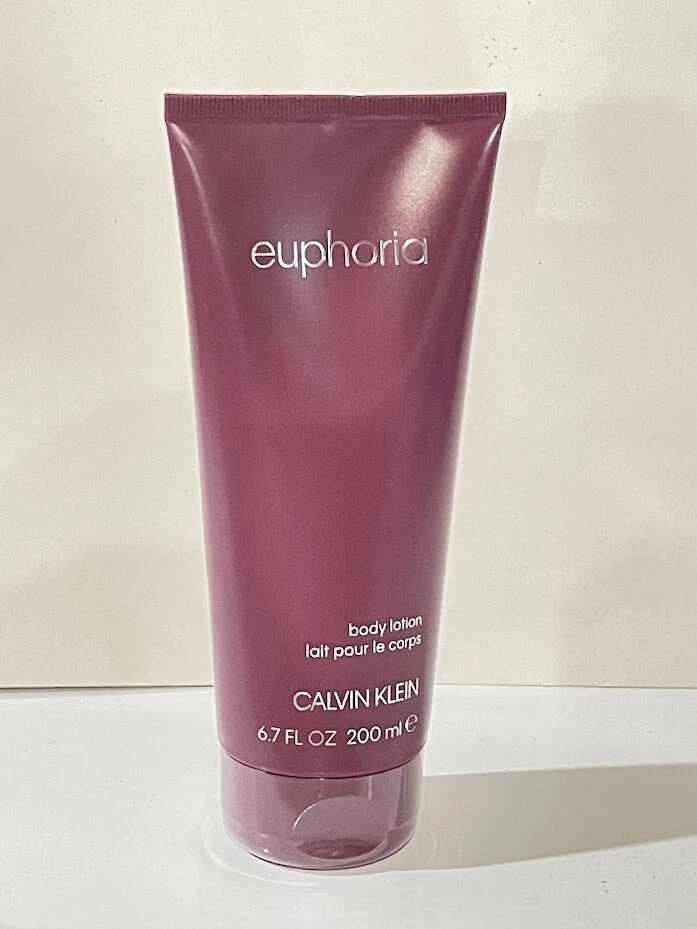 euphoria
body lotion
lait pour le corps
CALVIN KLEIN
6.7 FL OZ 200 ml ℮